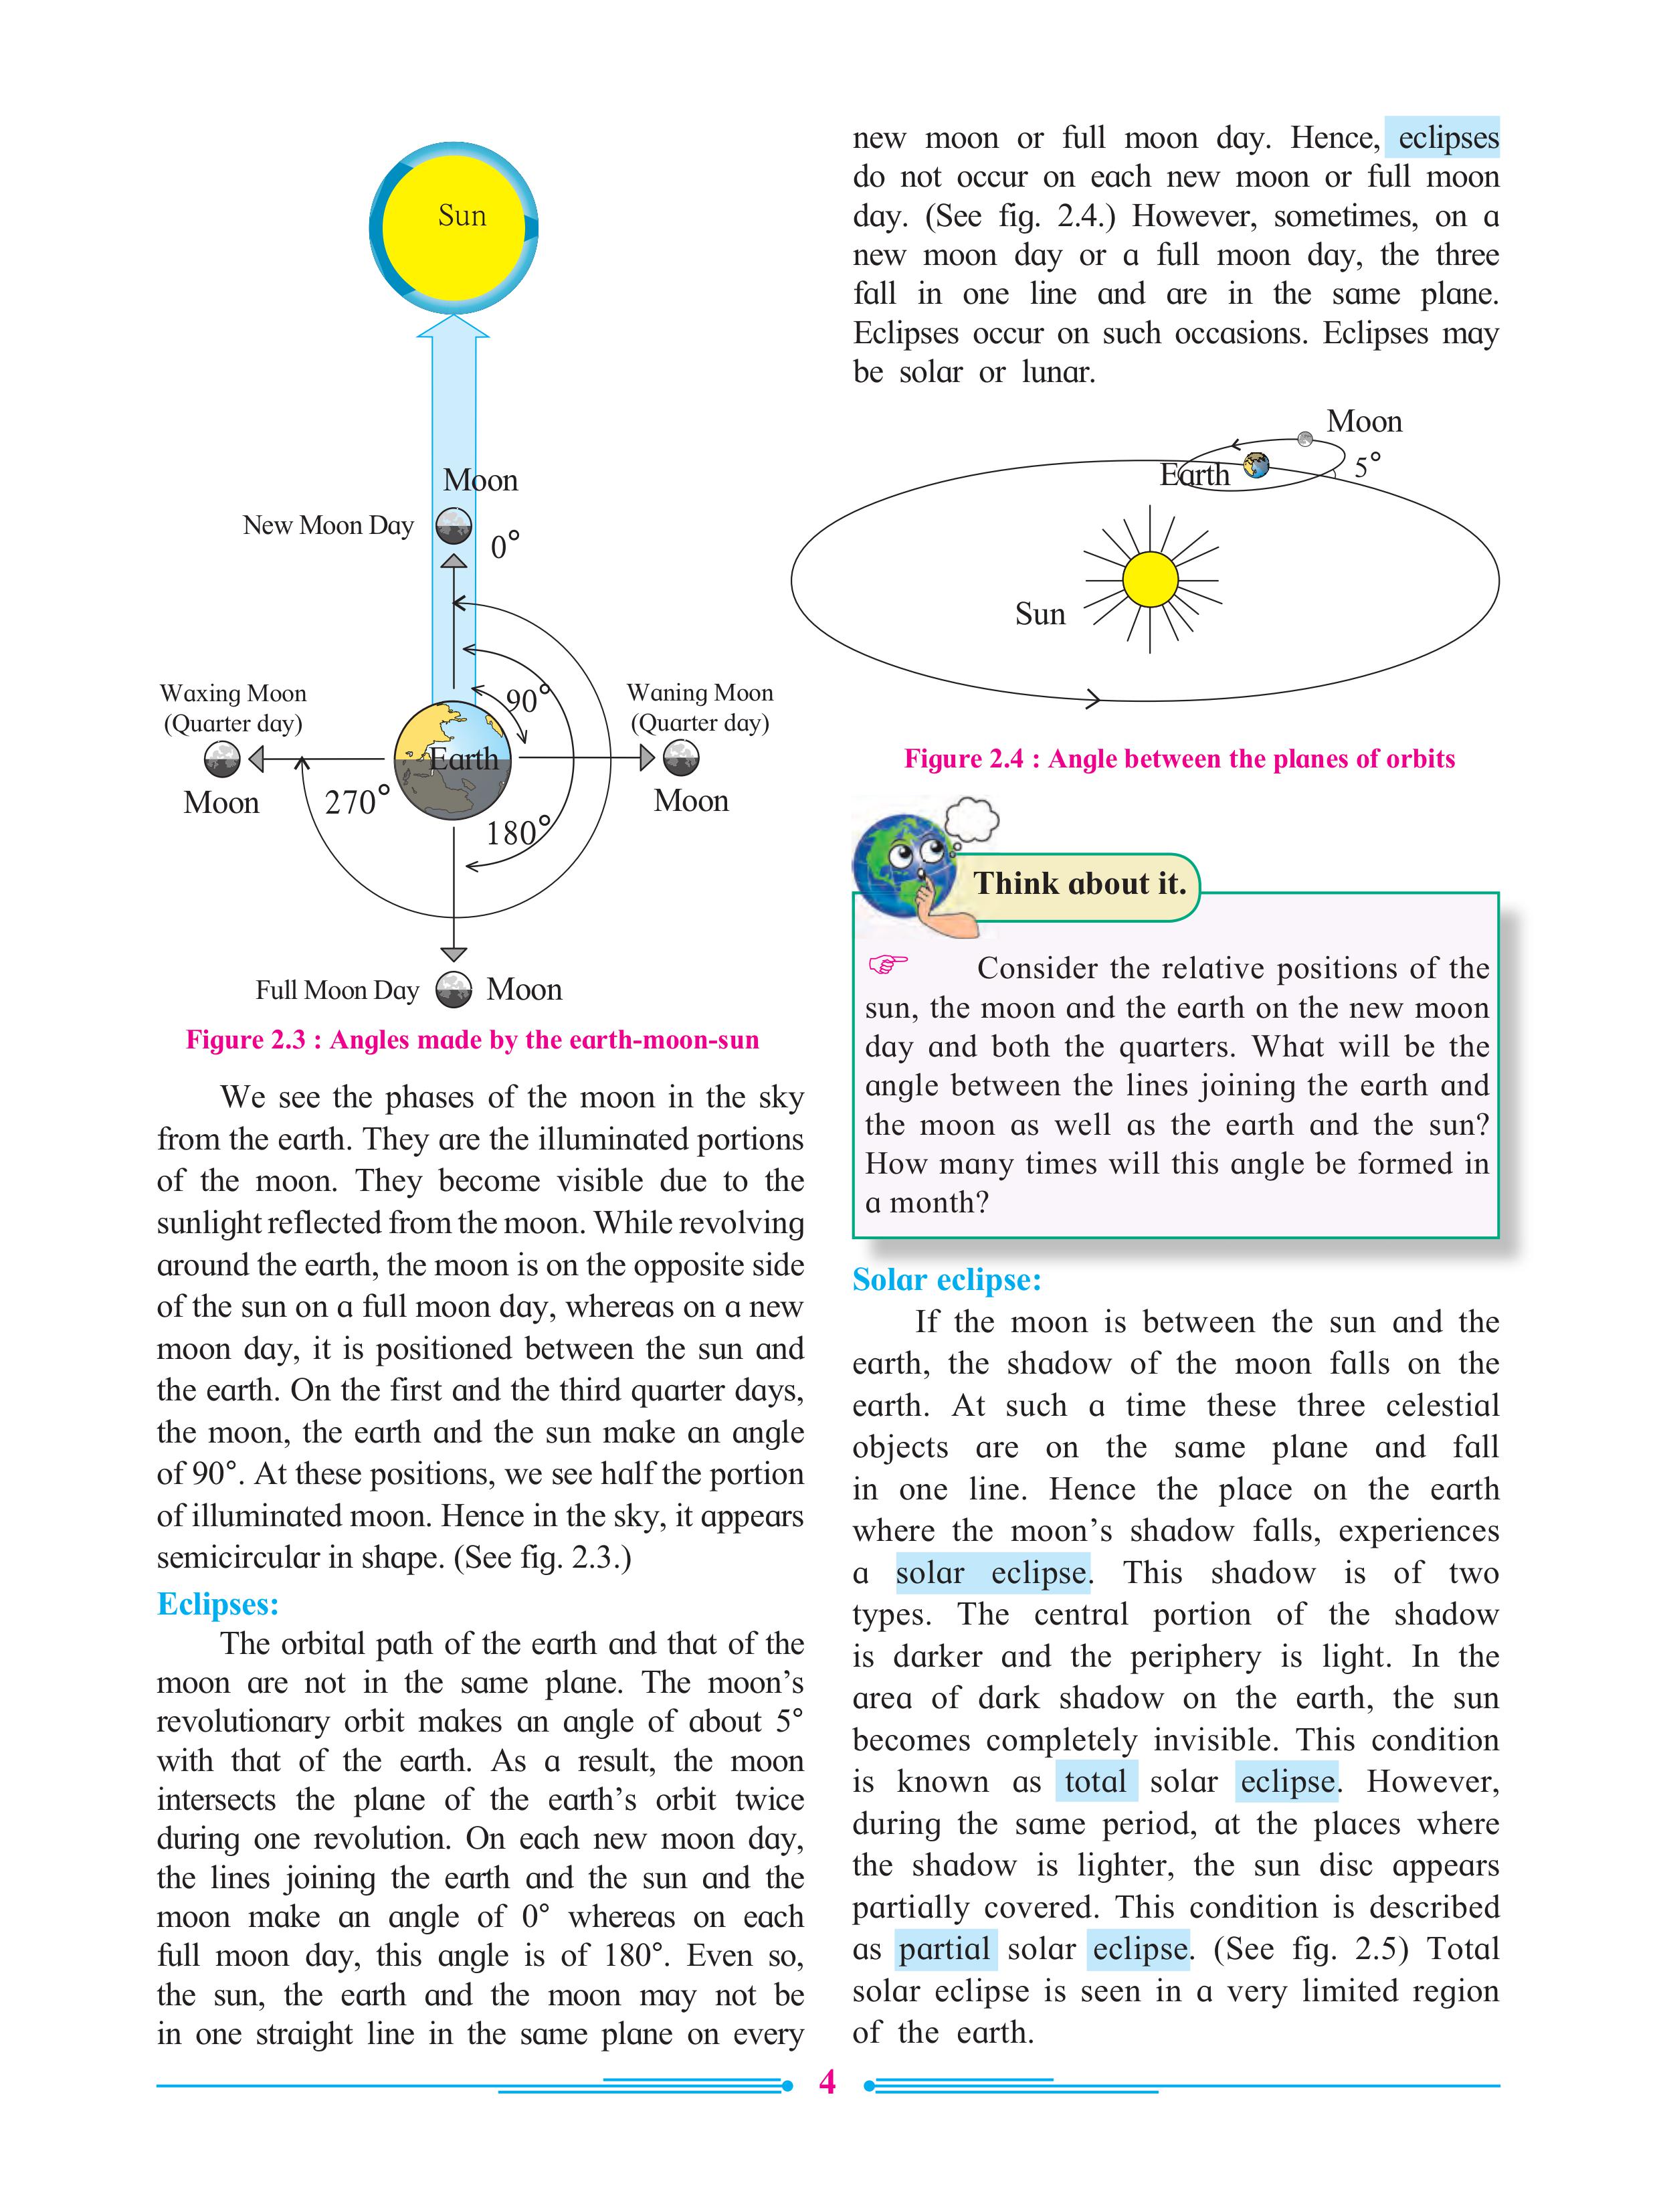 Sun
Moon
New Moon Day
0°
Waxing Moon
(Quarter day)
90°
Waning Moon
(Quarter day)
Earth
Moon
270°
Moon
180°
Full Moon Day
Moon
Figure 2.3 : Angles made by the earth-moon-sun
We see the phases of the moon in the sky
from the earth. They are the illuminated portions
of the moon. They become visible due to the
sunlight reflected from the moon. While revolving
around the earth, the moon is on the opposite side
of the sun on a full moon day, whereas on a new
moon day, it is positioned between the sun and
the earth. On the first and the third quarter days,
the moon, the earth and the sun make an angle
of 90°. At these positions, we see half the portion
of illuminated moon. Hence in the sky, it appears
semicircular in shape. (See fig. 2.3.)
Eclipses:
The orbital path of the earth and that of the
moon are not in the same plane. The moon's
revolutionary orbit makes an angle of about 5°
with that of the earth. As a result, the moon
intersects the plane of the earth's orbit twice
during one revolution. On each new moon day,
the lines joining the earth and the sun and the
moon make an angle of 0° whereas on each
full moon day, this angle is of 180°. Even so,
the sun, the earth and the moon may not be
in one straight line in the same plane on every
new moon or full moon day. Hence, eclipses
do not occur on each new moon or full moon
day. (See fig. 2.4.) However, sometimes, on a
new moon day or a full moon day, the three
fall in one line and are in the same plane.
Eclipses occur on such occasions. Eclipses may
be solar or lunar.
Moon
Earth
5°
Sun
Figure 2.4 : Angle between the planes of orbits
Think about it.
Consider the relative positions of the
sun, the moon and the earth on the new moon
day and both the quarters. What will be the
angle between the lines joining the earth and
the moon as well as the earth and the sun?
How many times will this angle be formed in
a month?
Solar eclipse:
If the moon is between the sun and the
earth, the shadow of the moon falls on the
earth. At such a time these three celestial
objects are on the same plane and fall
in one line. Hence the place on the earth
where the moon's shadow falls, experiences
a solar eclipse. This shadow is of two
types. The central portion of the shadow
is darker and the periphery is light. In the
area of dark shadow on the earth, the sun
becomes completely invisible. This condition
is known as total solar eclipse. However,
during the same period, at the places where
the shadow is lighter, the sun disc appears
partially covered. This condition is described
as partial solar eclipse. (See fig. 2.5) Total
solar eclipse is seen in a very limited region
of the earth.
4